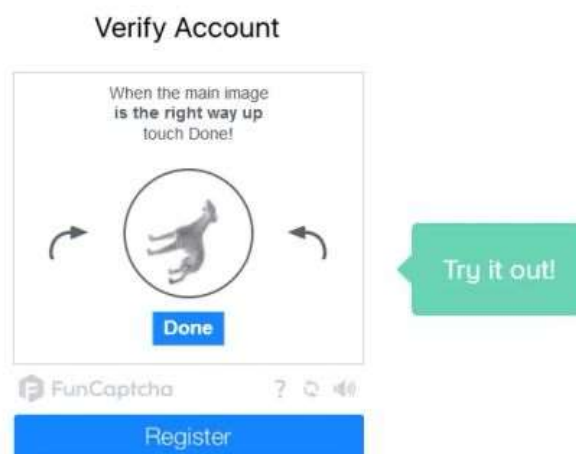 Verify Account
When the main image
is the right way up
touch Done!
Done
Try it out!
FunCaptcha ?
Register